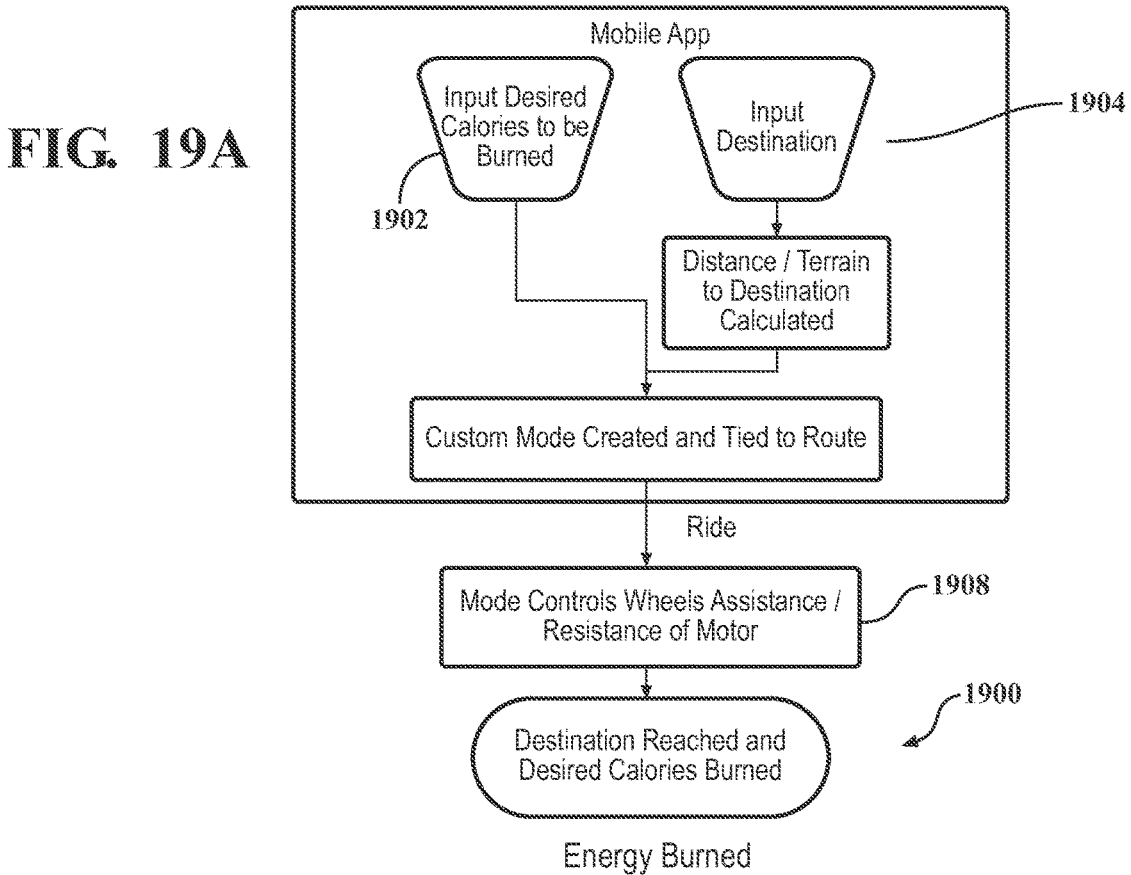 FIG. 19A
Mobile App
Input Desired
Calories to be
Burned
1902
Input
Destination
1904
Distance / Terrain
to Destination
Calculated
Custom Mode Created and Tied to Route
Ride
Mode Controls Wheels Assistance /
Resistance of Motor
1908
Destination Reached and
Desired Calories Burned
1900
Energy Burned